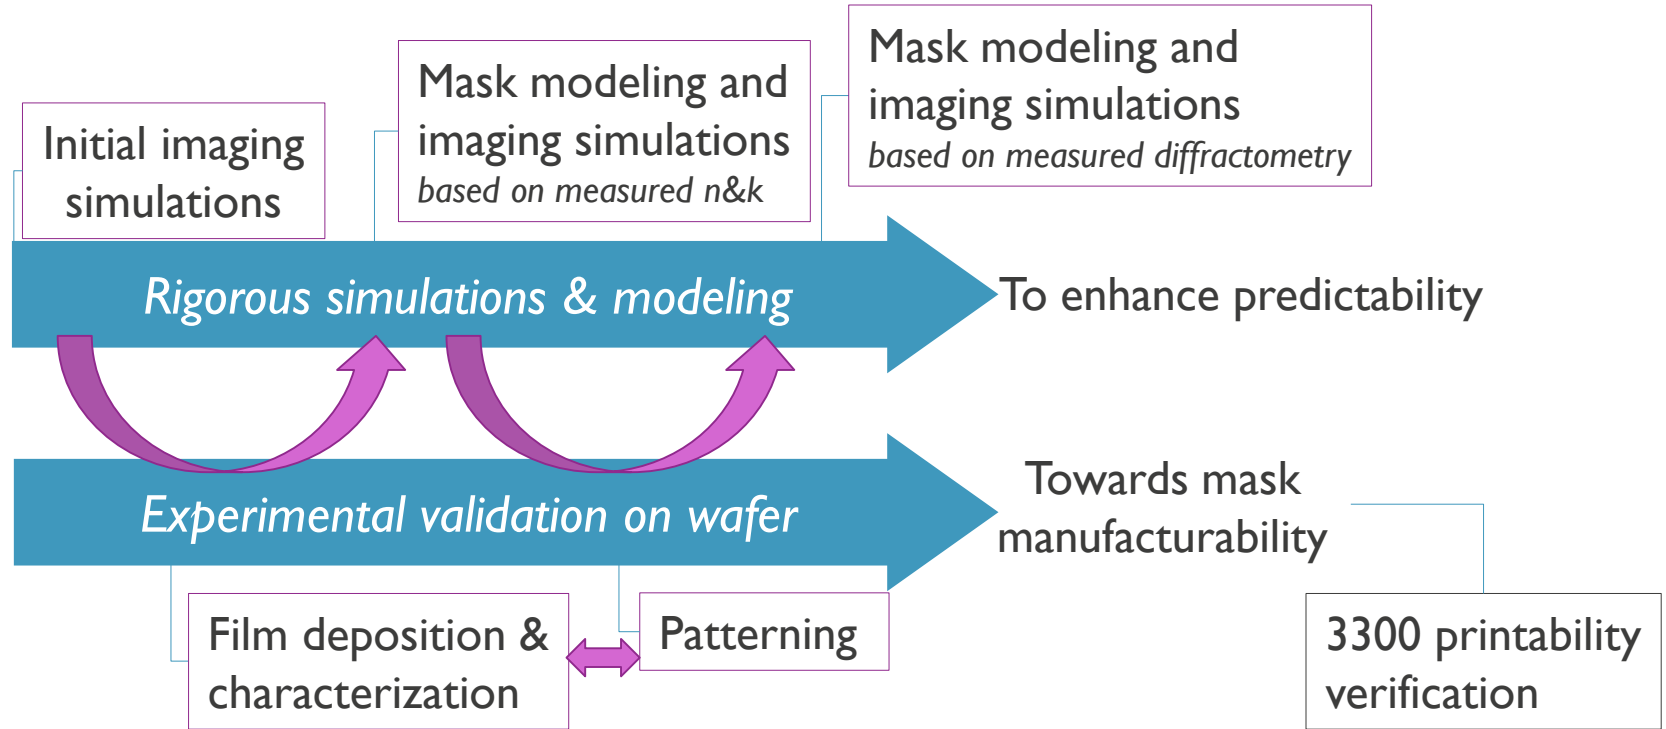 Initial imaging
simulations
Mask modeling and
imaging simulations
based on measured n&k
Mask modeling and
imaging simulations
based on measured diffractometry
Rigorous simulations & modeling
To enhance predictability
Experimental validation on wafer
Towards mask
manufacturability
Film deposition &
characterization
Patterning
3300 printability
verification